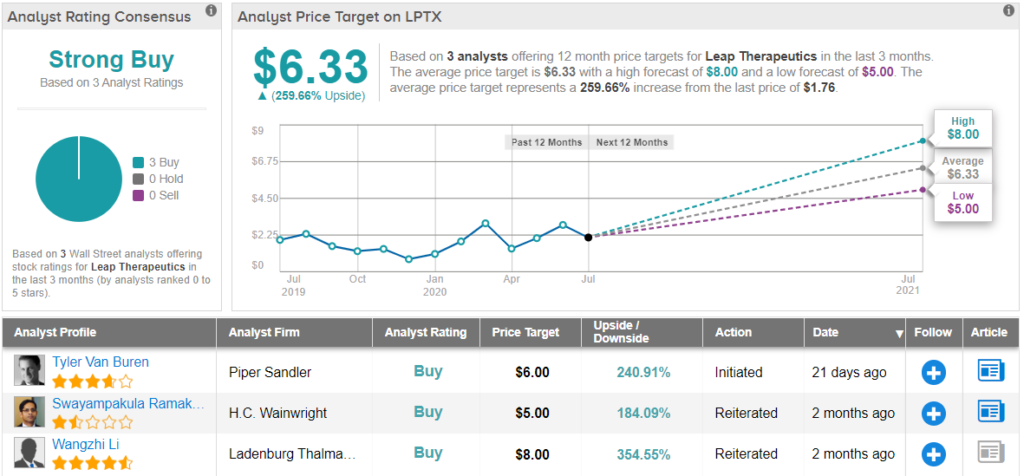 Analyst Rating Consensus
Strong Buy
Based on 3 Analyst Ratings
3 Buy
0 Hold
0 Sell
Based on 3 Wall Street analysts offering
stock ratings for Leap Therapeutics in
the last 3 months (by analysts ranked 0 to
5 stars).
Analyst Price Target on LPTX
$6.33
▲ (259.66% Upside)
Based on 3 analysts offering 12 month price targets for Leap Therapeutics in the last 3 months.
The average price target is $6.33 with a high forecast of $8.00 and a low forecast of $5.00. The
average price target represents a 259.66% increase from the last price of $1.76.
$9
$6.75
$4.50
$2.25
$0
Past 12 Months
Next 12 Months
High
$8.00
Average
$6.33
Low
$5.00
Jul
2019
Oct
Jan
2020
Apr
Jul
Jul
2021
Analyst Profile Analyst Firm Analyst Rating Price Target Upside / Downside Action Date ▼ Follow Article
Tyler Van Buren Piper Sandler Buy $6.00 240.91% Initiated 21 days ago
Swayampakula Ramak... H.C. Wainwright Buy $5.00 184.09% Reiterated 2 months ago
Wangzhi Li Ladenburg Thalma... Buy $8.00 354.55% Reiterated 2 months ago